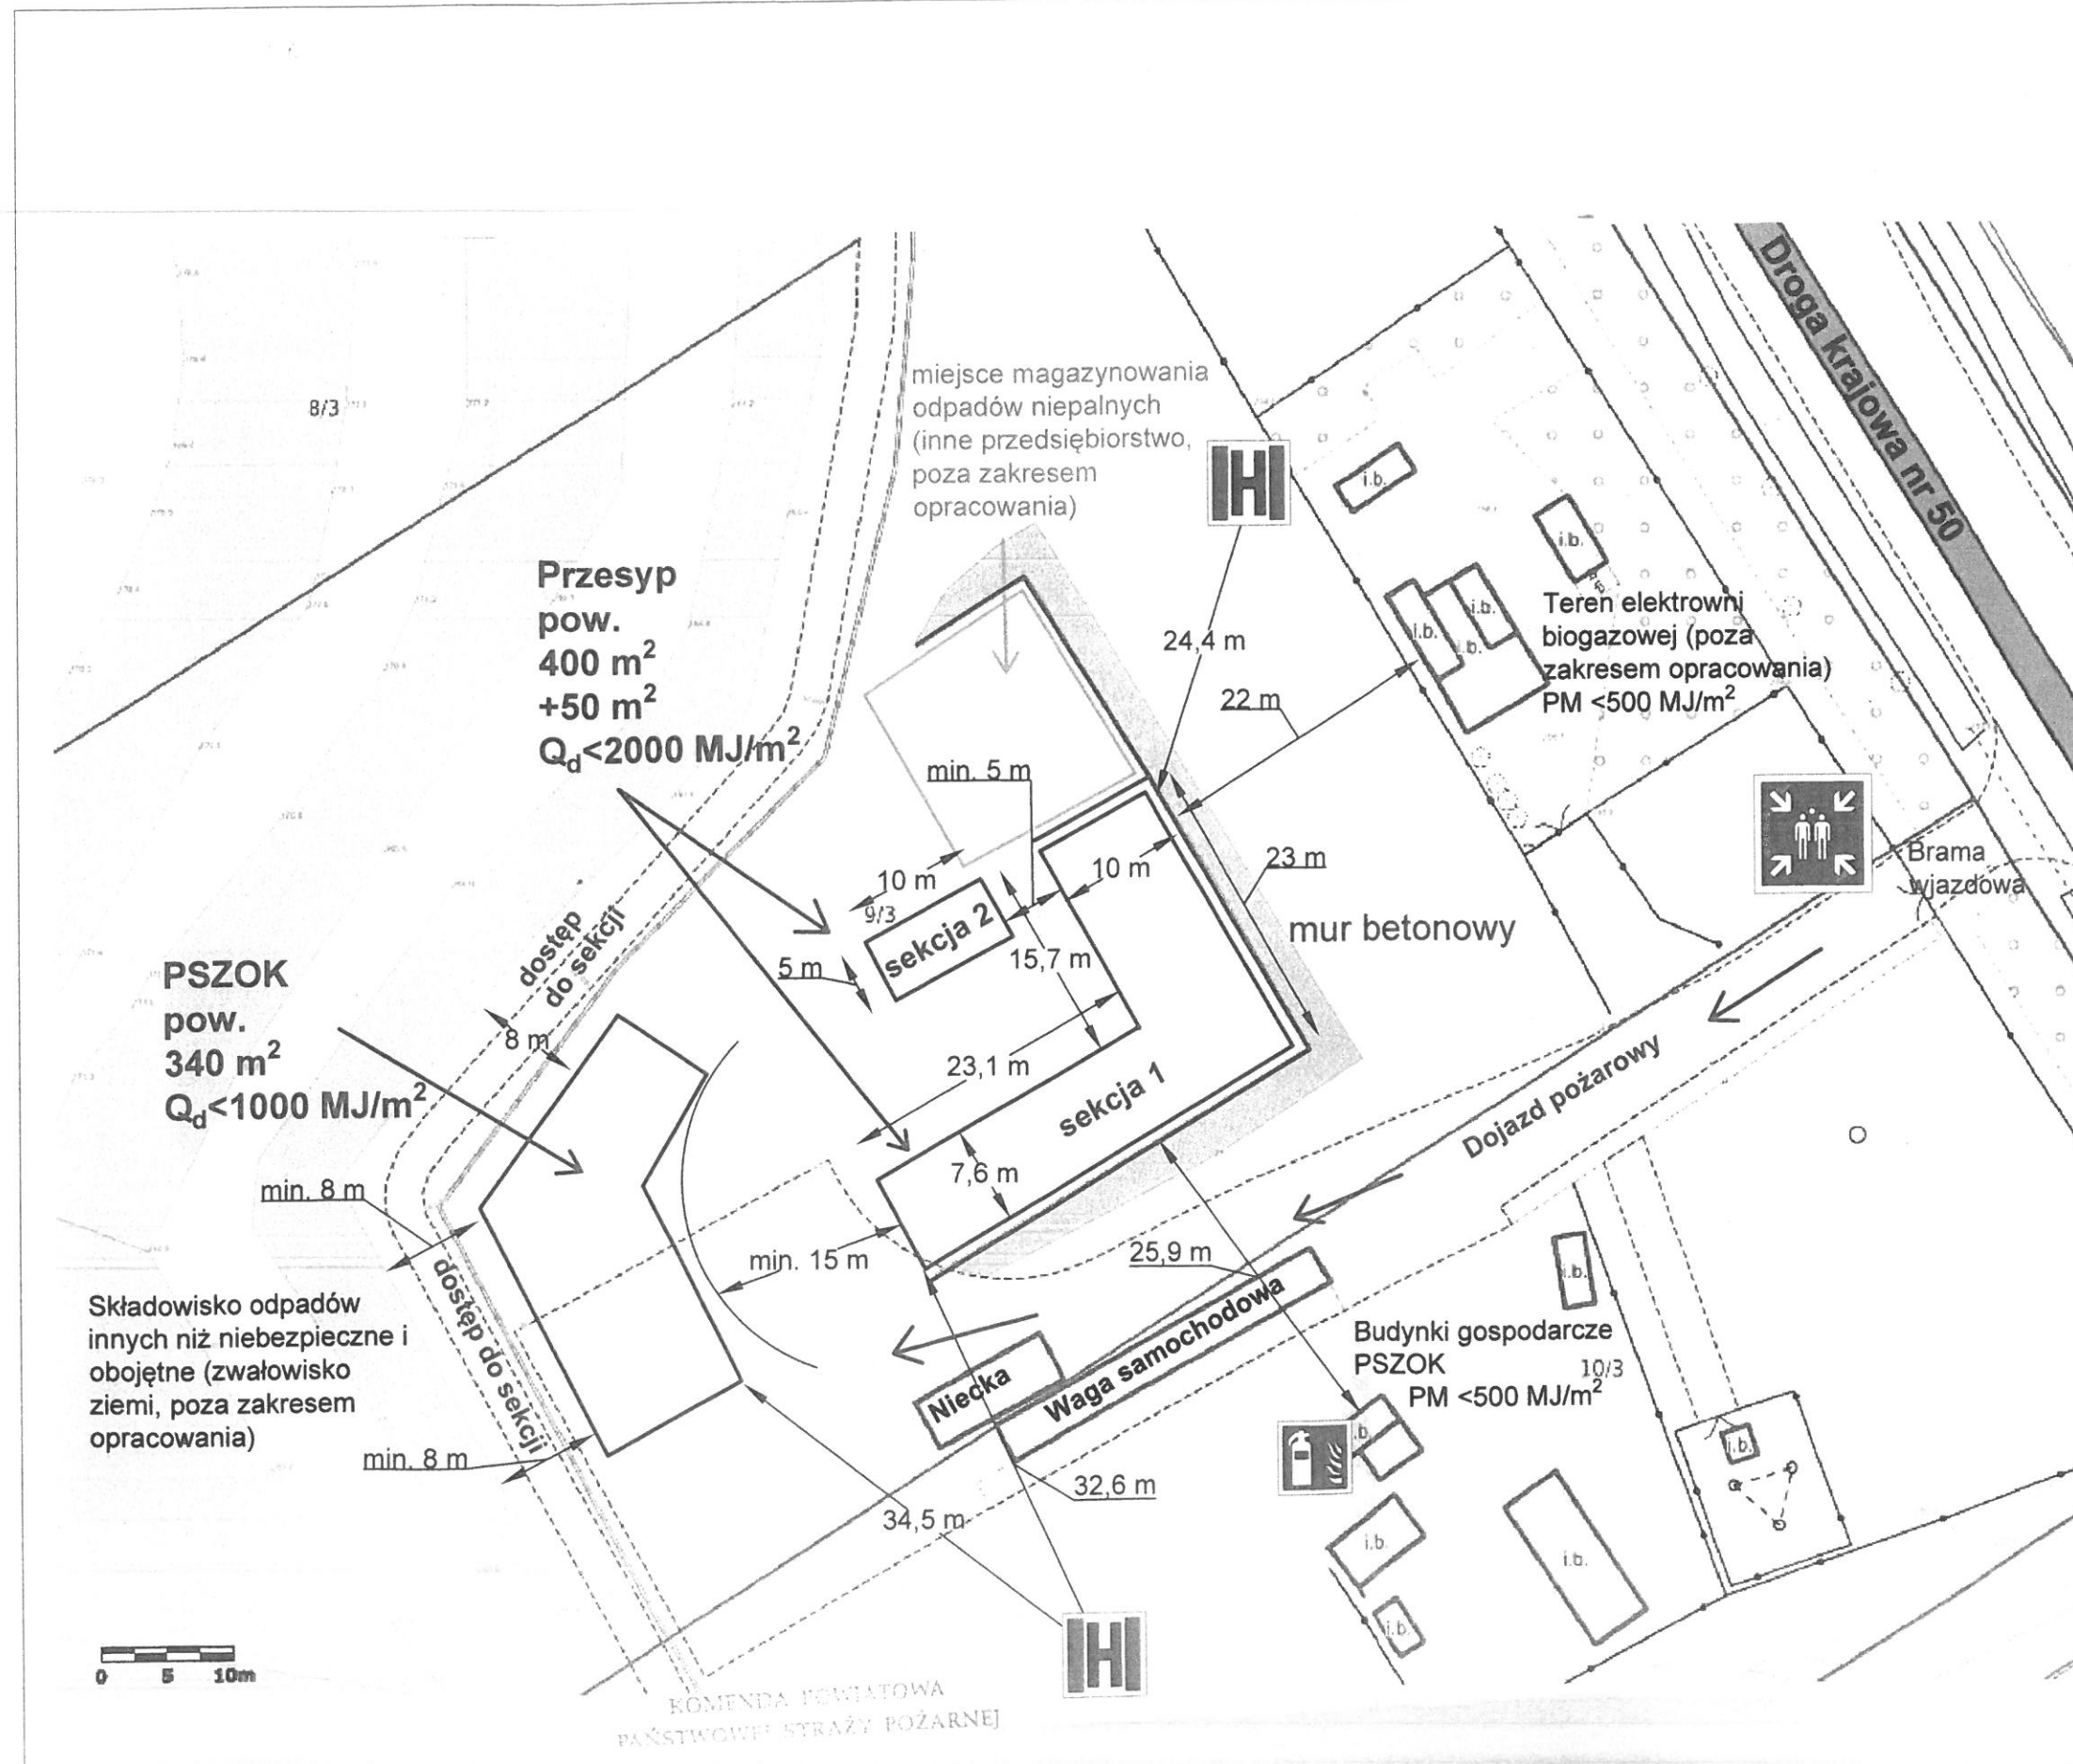 8/3
miejsce magazynowania
odpadów niepalnych
(inne przedsiębiorstwo,
poza zakresem
opracowania)
H
Droga krajowa nr 50
i.b.
i.b.
i.b.
i.b.
i.b.
Teren elektrowni
biogazowej (poza
zakresem opracowania)
PM <500 MJ/m²
Przesyp
pow.
400 m²
+50 m²
Qd<2000 MJ/m²
24,4 m
22 m
min. 5 m
10 m
10 m
9/3
sekcja 2
5 m
15,7 m
23 m
mur betonowy
Brama
wjazdowa
dostęp
do sekcji
8 m
PSZOK
pow.
340 m²
Qd<1000 MJ/m²
23,1 m
sekcja 1
7,6 m
Dojazd pożarowy
min. 8 m
min. 15 m
25,9 m
dostęp do sekcji
Składowisko odpadów
innych niż niebezpieczne i
obojętne (zwałowisko
ziemi, poza zakresem
opracowania)
min. 8 m
Niecka
Waga samochodowa
32,6 m
34,5 m
i.b.
Budynki gospodarcze
PSZOK
10/3
PM <500 MJ/m²
i.b.
i.b.
i.b.
i.b.
i.b.
H
0 5 10m
KOMENDA POWIATOWA
PAŃSTWOWEJ STRAŻY POŻARNEJ